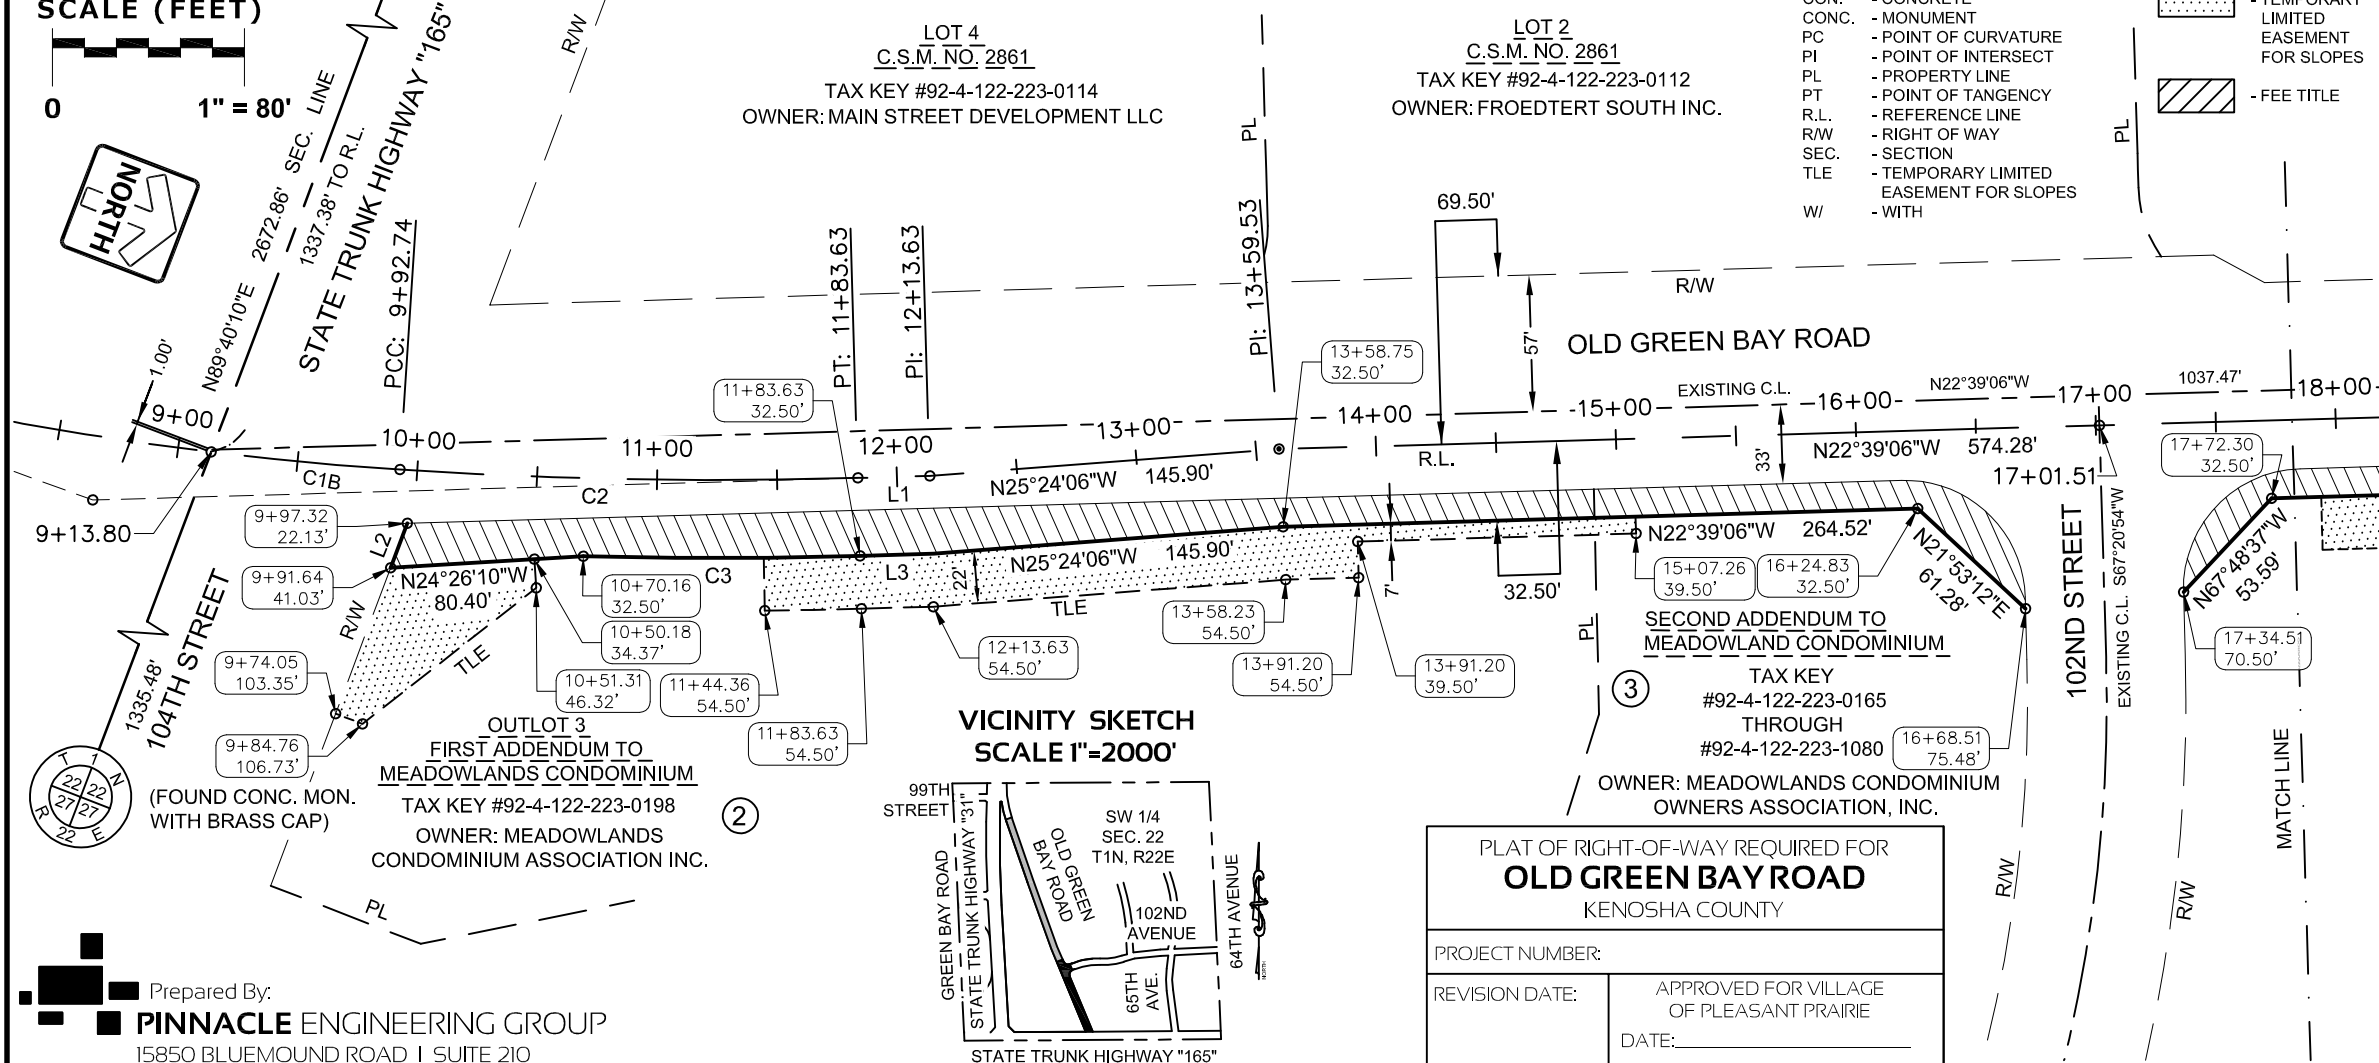 SCALE (FEET)
0 1" = 80'
NORTH
STATE TRUNK HIGHWAY "165"
N89°40'10"E 2672.86' SEC. LINE
1337.38' TO R.L.
R/W
LOT 4
C.S.M. NO. 2861
TAX KEY #92-4-122-223-0114
OWNER: MAIN STREET DEVELOPMENT LLC
LOT 2
C.S.M. NO. 2861
TAX KEY #92-4-122-223-0112
OWNER: FROEDTERT SOUTH INC.
PL
CON. - CONCRETE
CONC. - MONUMENT
PC - POINT OF CURVATURE
PI - POINT OF INTERSECT
PL - PROPERTY LINE
PT - POINT OF TANGENCY
R.L. - REFERENCE LINE
R/W - RIGHT OF WAY
SEC. - SECTION
TLE - TEMPORARY LIMITED
EASEMENT FOR SLOPES
W/ - WITH
- TEMPORARY
LIMITED
EASEMENT
FOR SLOPES
- FEE TITLE
PL
PCC: 9+92.74
PT: 11+83.63
PI: 12+13.63
PI: 13+59.53
69.50'
57'
R/W
OLD GREEN BAY ROAD
1.00'
9+00
10+00
11+00
12+00
13+00
14+00
15+00
EXISTING C.L.
16+00
N22°39'06"W
17+00
1037.47'
18+00
11+83.63
32.50'
13+58.75
32.50'
C1B
C2
L1
N25°24'06"W 145.90'
R.L.
33'
N22°39'06"W 574.28'
17+01.51
17+72.30
32.50'
9+13.80
9+97.32
22.13'
L2
9+91.64
41.03'
N24°26'10"W
80.40'
C3
L3
22'
N25°24'06"W 145.90'
7'
32.50'
N22°39'06"W 264.52'
N21°53'12"E
61.28'
N67°48'37"W
53.59'
102ND STREET
EXISTING C.L. S67°20'54"W
10+70.16
32.50'
10+50.18
34.37'
10+51.31
46.32'
11+44.36
54.50'
11+83.63
54.50'
12+13.63
54.50'
TLE
13+58.23
54.50'
13+91.20
54.50'
13+91.20
39.50'
15+07.26
39.50'
16+24.83
32.50'
17+34.51
70.50'
16+68.51
75.48'
R/W
TLE
9+74.05
103.35'
9+84.76
106.73'
1335.48'
104TH STREET
T 1 N
R 22 E
22 22
27 27
(FOUND CONC. MON.
WITH BRASS CAP)
OUTLOT 3
FIRST ADDENDUM TO
MEADOWLANDS CONDOMINIUM
TAX KEY #92-4-122-223-0198
OWNER: MEADOWLANDS
CONDOMINIUM ASSOCIATION INC.
2
PL
PL
3
SECOND ADDENDUM TO
MEADOWLAND CONDOMINIUM
TAX KEY
#92-4-122-223-0165
THROUGH
#92-4-122-223-1080
OWNER: MEADOWLANDS CONDOMINIUM
OWNERS ASSOCIATION, INC.
R/W
R/W
MATCH LINE
VICINITY SKETCH
SCALE 1"=2000'
99TH
STREET
GREEN BAY ROAD
STATE TRUNK HIGHWAY "31"
OLD GREEN
BAY ROAD
SW 1/4
SEC. 22
T1N, R22E
102ND
AVENUE
65TH
AVE.
64TH AVENUE
NORTH
STATE TRUNK HIGHWAY "165"
PLAT OF RIGHT-OF-WAY REQUIRED FOR
OLD GREEN BAY ROAD
KENOSHA COUNTY
PROJECT NUMBER:
REVISION DATE:
APPROVED FOR VILLAGE
OF PLEASANT PRAIRIE
DATE:
Prepared By:
PINNACLE ENGINEERING GROUP
15850 BLUEMOUND ROAD | SUITE 210